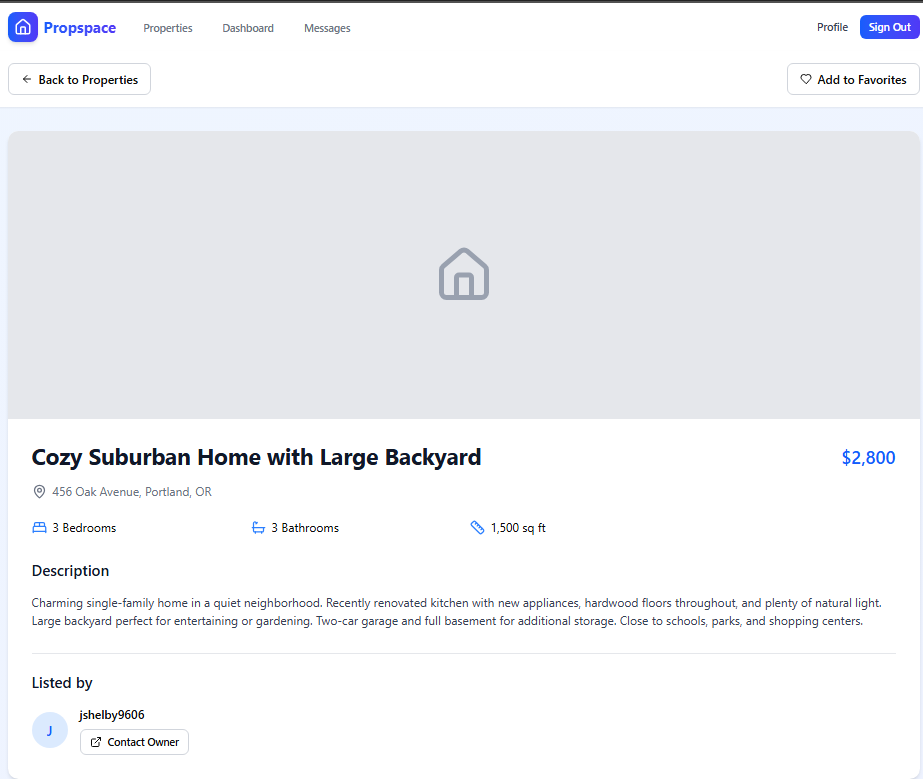 Propspace Properties Dashboard Messages Profile Sign Out
Back to Properties Add to Favorites
Cozy Suburban Home with Large Backyard $2,800
456 Oak Avenue, Portland, OR
3 Bedrooms 3 Bathrooms 1,500 sq ft
Description
Charming single-family home in a quiet neighborhood. Recently renovated kitchen with new appliances, hardwood floors throughout, and plenty of natural light.
Large backyard perfect for entertaining or gardening. Two-car garage and full basement for additional storage. Close to schools, parks, and shopping centers.
Listed by
jshelby9606
J
Contact Owner